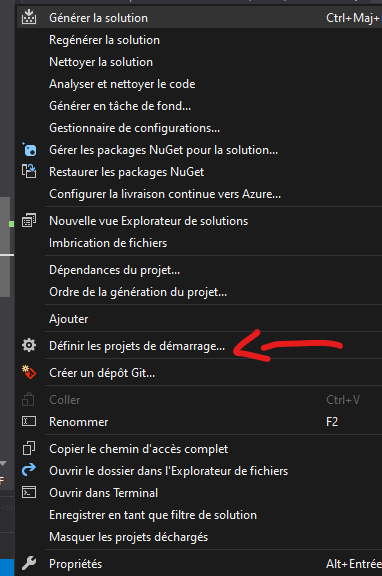 Générer la solution Ctrl+Maj+
Regénérer la solution
Nettoyer la solution
Analyser et nettoyer le code
Générer en tâche de fond...
Gestionnaire de configurations...
Gérer les packages NuGet pour la solution...
Restaurer les packages NuGet
Configurer la livraison continue vers Azure...
Nouvelle vue Explorateur de solutions
Imbrication de fichiers
Dépendances du projet...
Ordre de la génération du projet...
Ajouter
Définir les projets de démarrage...
Créer un dépôt Git...
Coller Ctrl+V
Renommer F2
Copier le chemin d'accès complet
Ouvrir le dossier dans l'Explorateur de fichiers
Ouvrir dans Terminal
Enregistrer en tant que filtre de solution
Masquer les projets déchargés
Propriétés Alt+Entrée